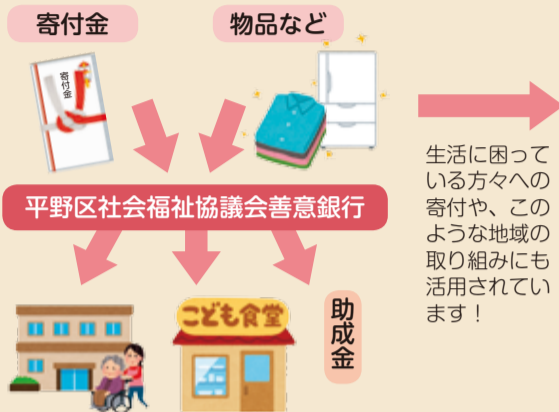 寄付金
物品など
寄付金
平野区社会福祉協議会善意銀行
こども食堂
助成金
生活に困って
いる方々への
寄付や、この
ような地域の
取り組みにも
活用されてい
ます！